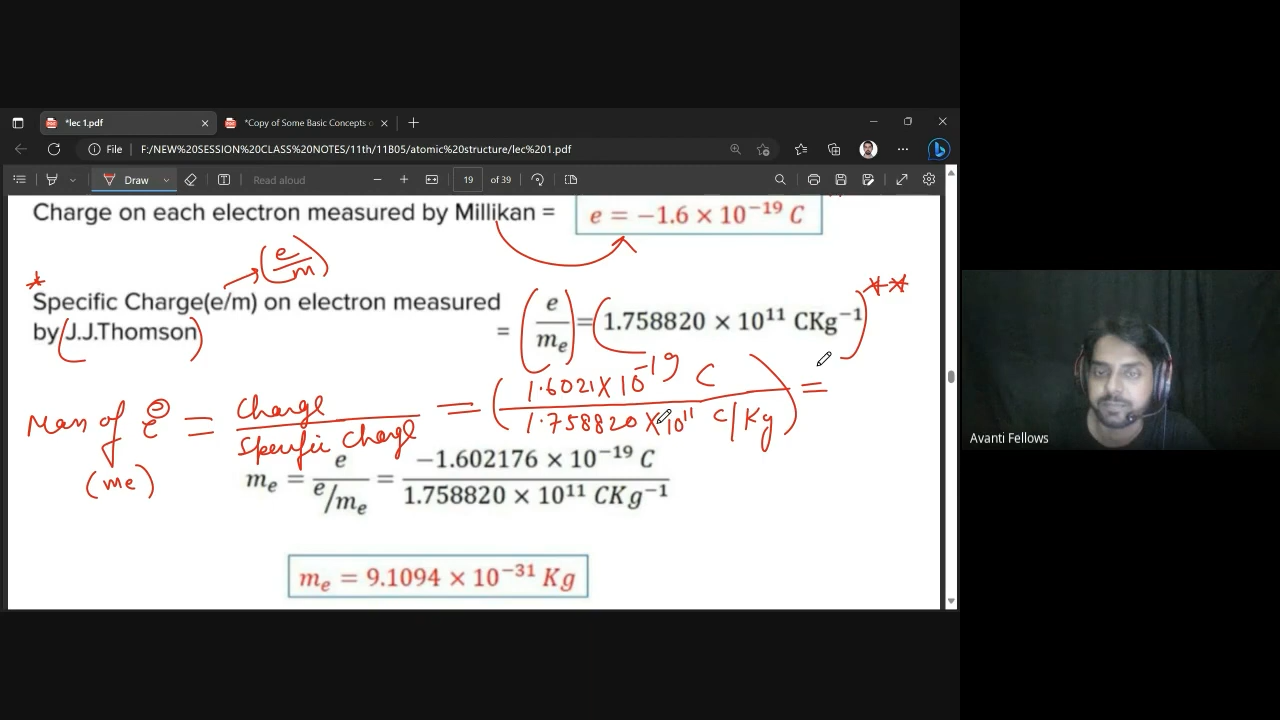 *lec 1.pdf
*Copy of Some Basic Concepts o
File F:/NEW%20SESSION%20CLASS%20NOTES/11th/11B05/atomic%20structure/lec%201.pdf
Draw Read aloud 19 of 39
Charge on each electron measured by Millikan = e = −1.6 × 10⁻¹⁹ C
(e/m)
*
Specific Charge(e/m) on electron measured
by (J.J.Thomson) = (e/mₑ) = (1.758820 × 10¹¹ CKg⁻¹) **
Mass of e⊖ = Charge/Specific Charge = (1.6021 × 10⁻¹⁹ C / 1.758820 × 10¹¹ C/Kg) =
(me)
mₑ = e / (e/mₑ) = −1.602176 × 10⁻¹⁹ C / 1.758820 × 10¹¹ CKg⁻¹
mₑ = 9.1094 × 10⁻³¹ Kg
Avanti Fellows